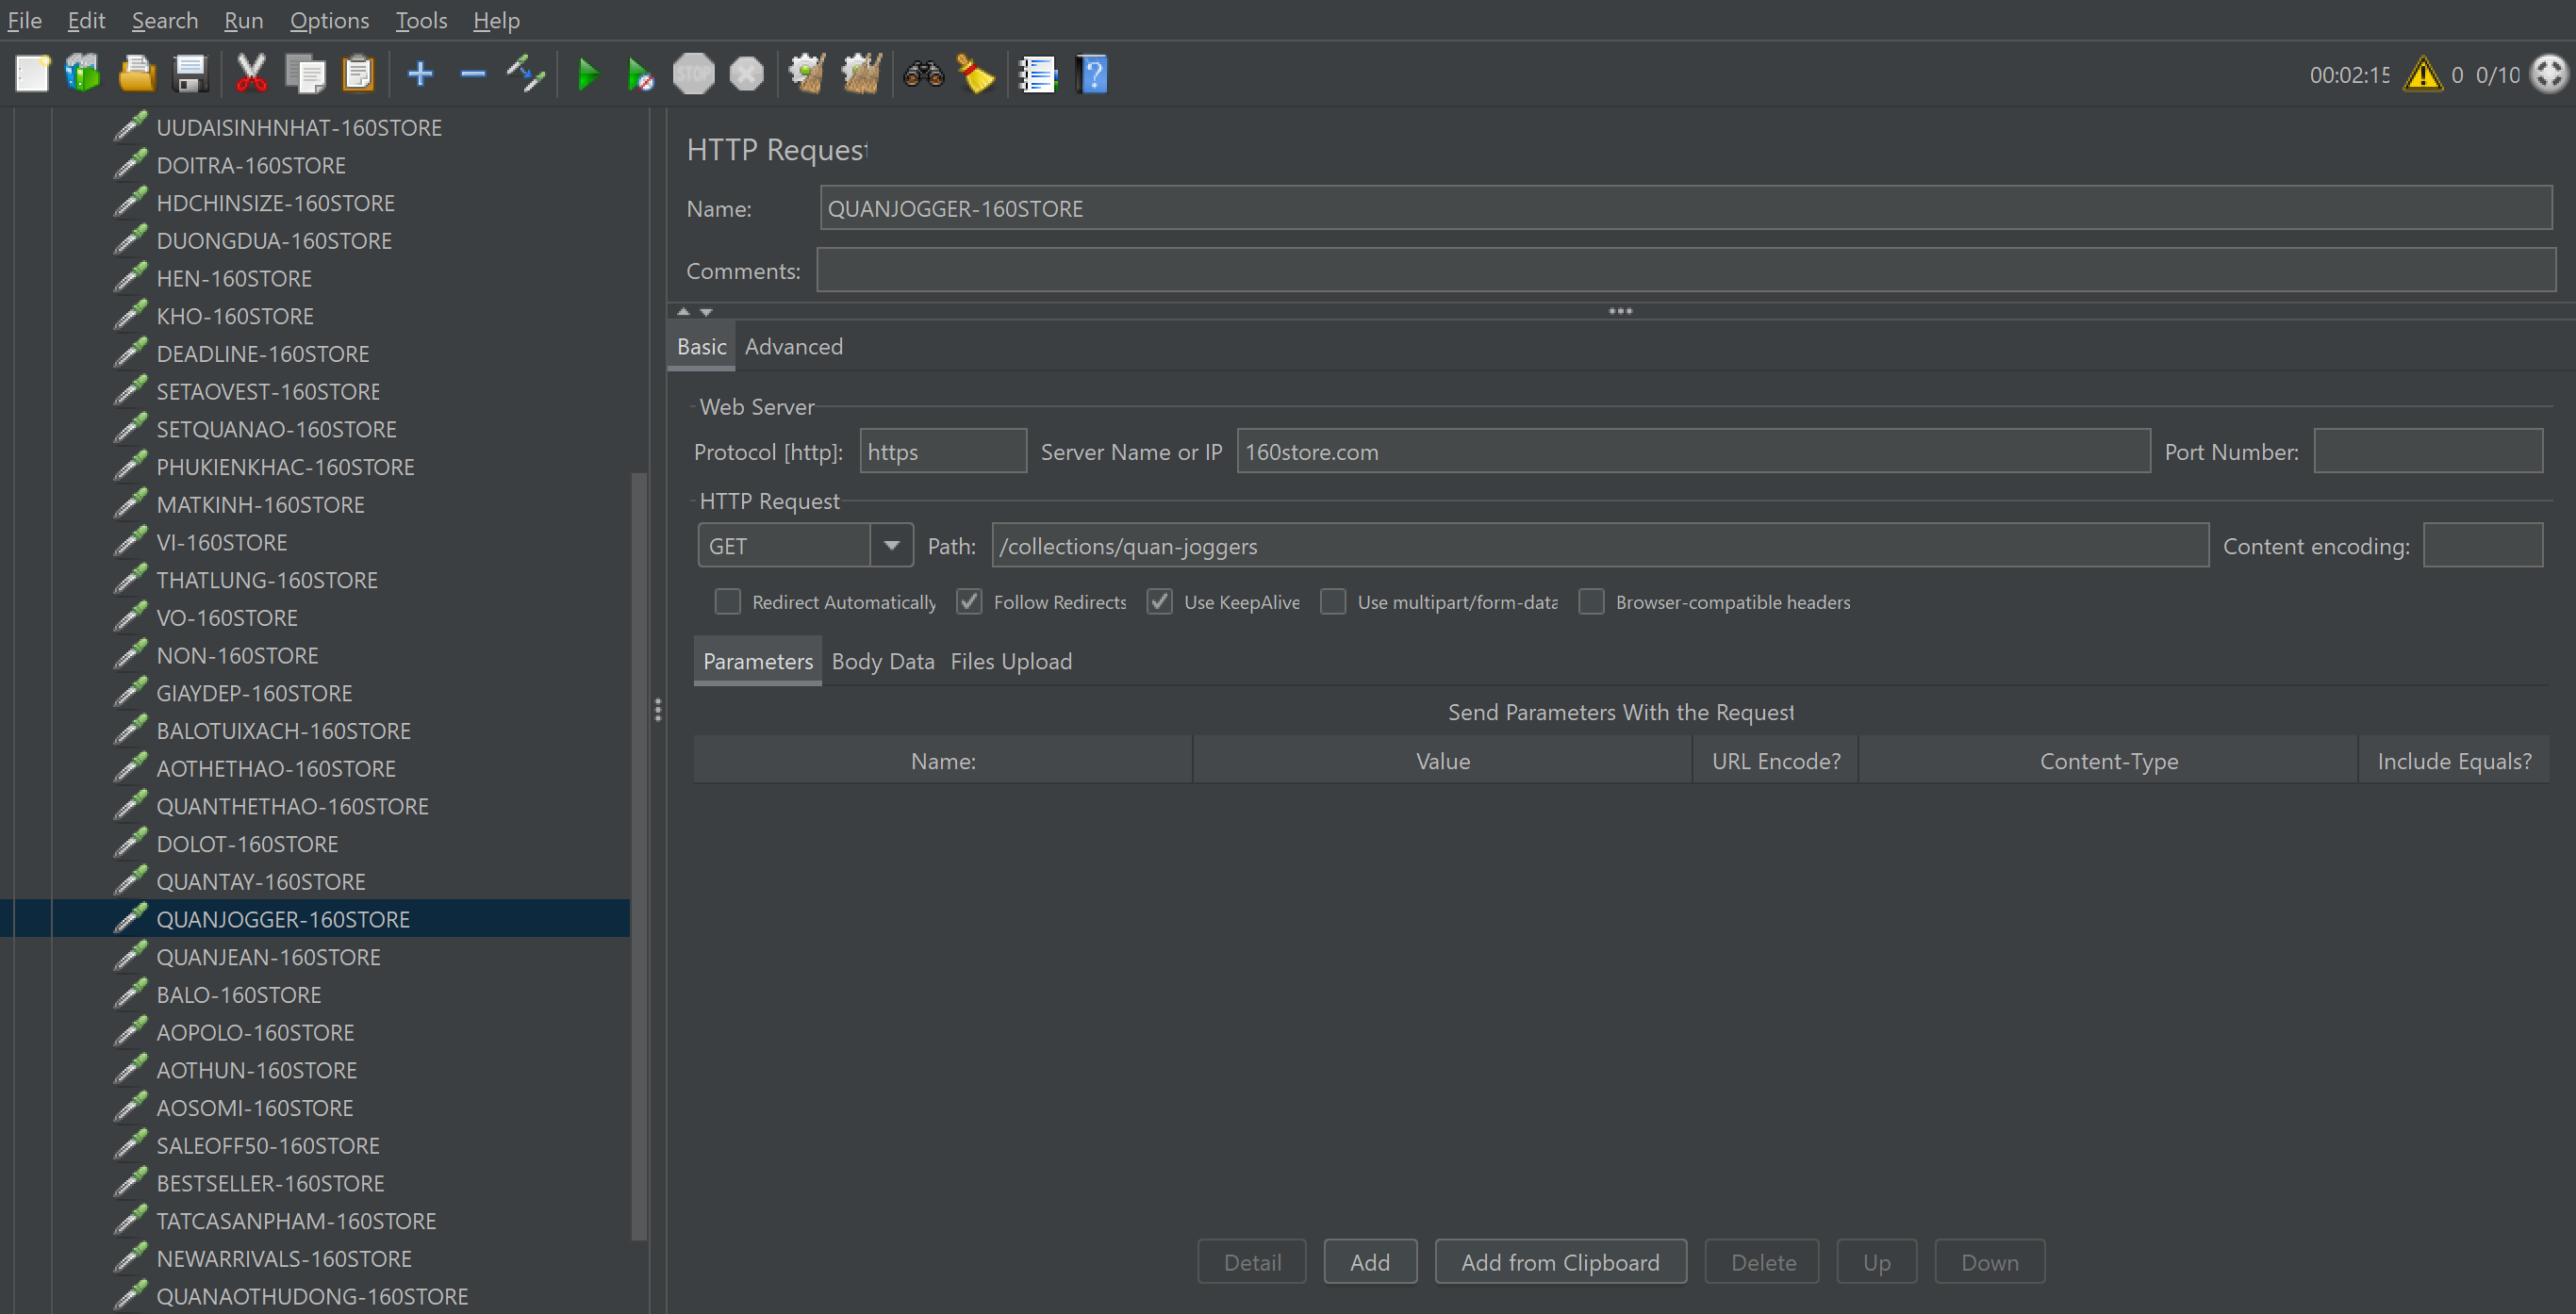 File Edit Search Run Options Tools Help
STOP
00:02:15 0 0/10
UUDAISINHNHAT-160STORE
DOITRA-160STORE
HDCHINSIZE-160STORE
DUONGDUA-160STORE
HEN-160STORE
KHO-160STORE
DEADLINE-160STORE
SETAOVEST-160STORE
SETQUANAO-160STORE
PHUKIENKHAC-160STORE
MATKINH-160STORE
VI-160STORE
THATLUNG-160STORE
VO-160STORE
NON-160STORE
GIAYDEP-160STORE
BALOTUIXACH-160STORE
AOTHETHAO-160STORE
QUANTHETHAO-160STORE
DOLOT-160STORE
QUANTAY-160STORE
QUANJOGGER-160STORE
QUANJEAN-160STORE
BALO-160STORE
AOPOLO-160STORE
AOTHUN-160STORE
AOSOMI-160STORE
SALEOFF50-160STORE
BESTSELLER-160STORE
TATCASANPHAM-160STORE
NEWARRIVALS-160STORE
QUANAOTHUDONG-160STORE
HTTP Request
Name: QUANJOGGER-160STORE
Comments:
Basic Advanced
Web Server
Protocol [http]: https Server Name or IP 160store.com Port Number:
HTTP Request
GET Path: /collections/quan-joggers Content encoding:
Redirect Automatically Follow Redirects Use KeepAlive Use multipart/form-data Browser-compatible headers
Parameters Body Data Files Upload
Send Parameters With the Request
Name: Value URL Encode? Content-Type Include Equals?
Detail Add Add from Clipboard Delete Up Down